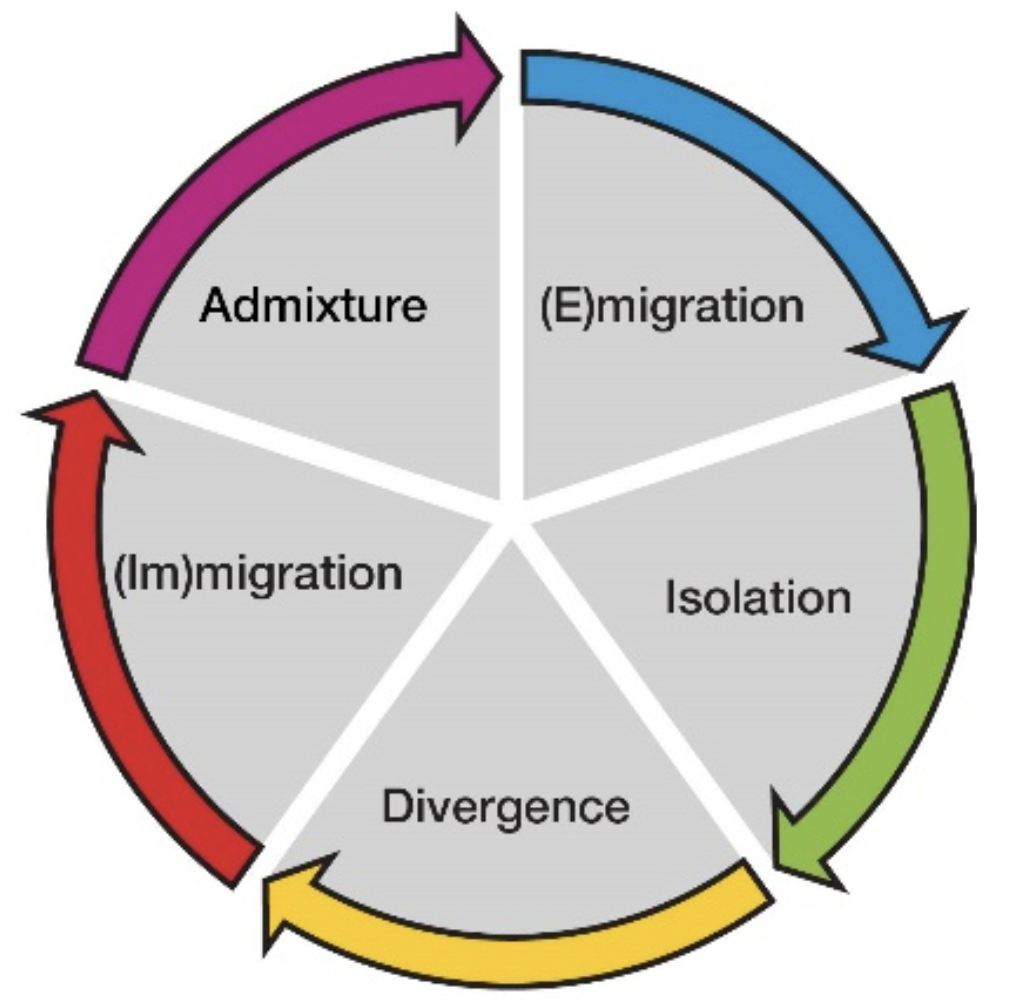 Admixture
(E)migration
(Im)migration
Isolation
Divergence